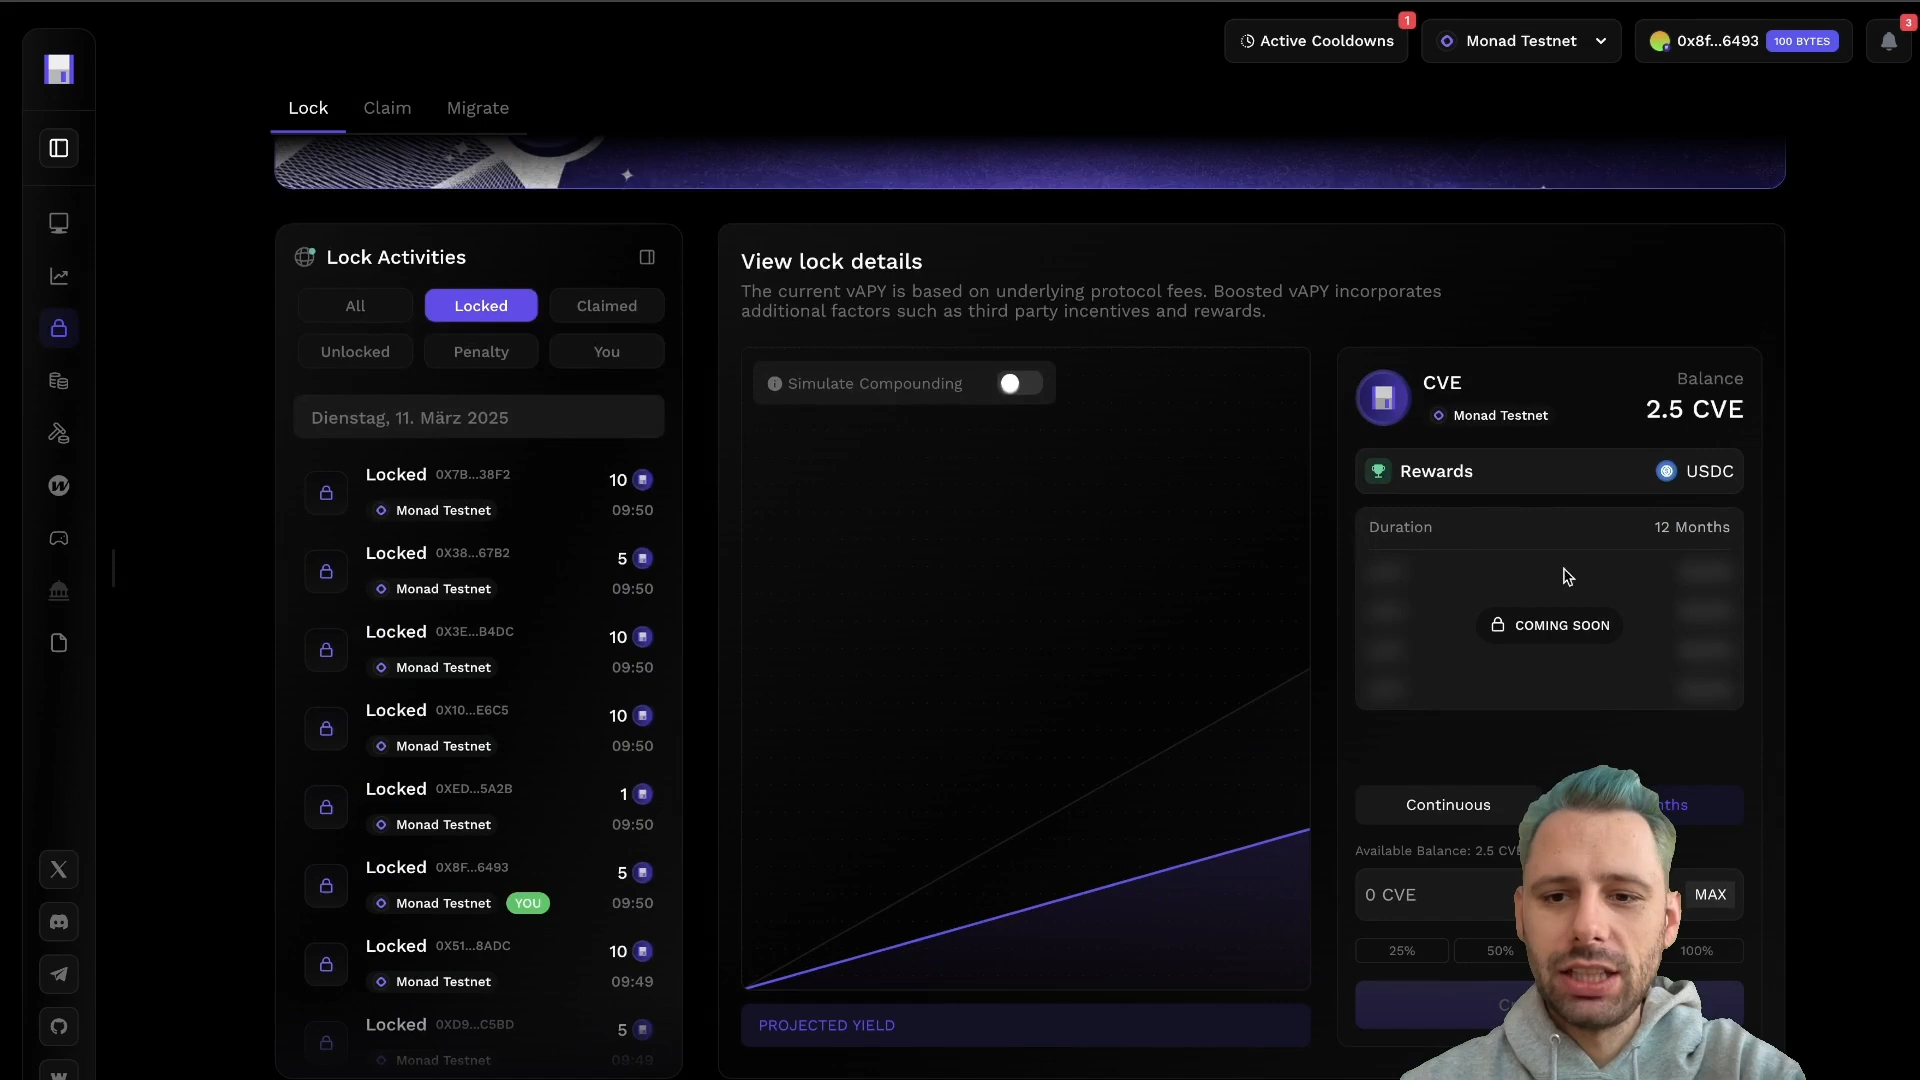 Active Cooldowns
1
Monad Testnet
0x8f...6493
100 BYTES
3
Lock
Claim
Migrate
Lock Activities
All
Locked
Claimed
Unlocked
Penalty
You
Dienstag, 11. März 2025
Locked 0X7B...38F2
10
Monad Testnet
09:50
Locked 0X38...67B2
5
Monad Testnet
09:50
Locked 0X3E...B4DC
10
Monad Testnet
09:50
Locked 0X10...E6C5
10
Monad Testnet
09:50
Locked 0XED...5A2B
1
Monad Testnet
09:50
Locked 0X8F...6493
5
Monad Testnet
YOU
09:50
Locked 0X51...8ADC
10
Monad Testnet
09:49
Locked 0XD9...C5BD
5
Monad Testnet
09:49
View lock details
The current vAPY is based on underlying protocol fees. Boosted vAPY incorporates
additional factors such as third party incentives and rewards.
Simulate Compounding
PROJECTED YIELD
CVE
Monad Testnet
Balance
2.5 CVE
Rewards
USDC
Duration
12 Months
COMING SOON
Continuous
Available Balance: 2.5 CVE
0 CVE
MAX
25%
50%
100%